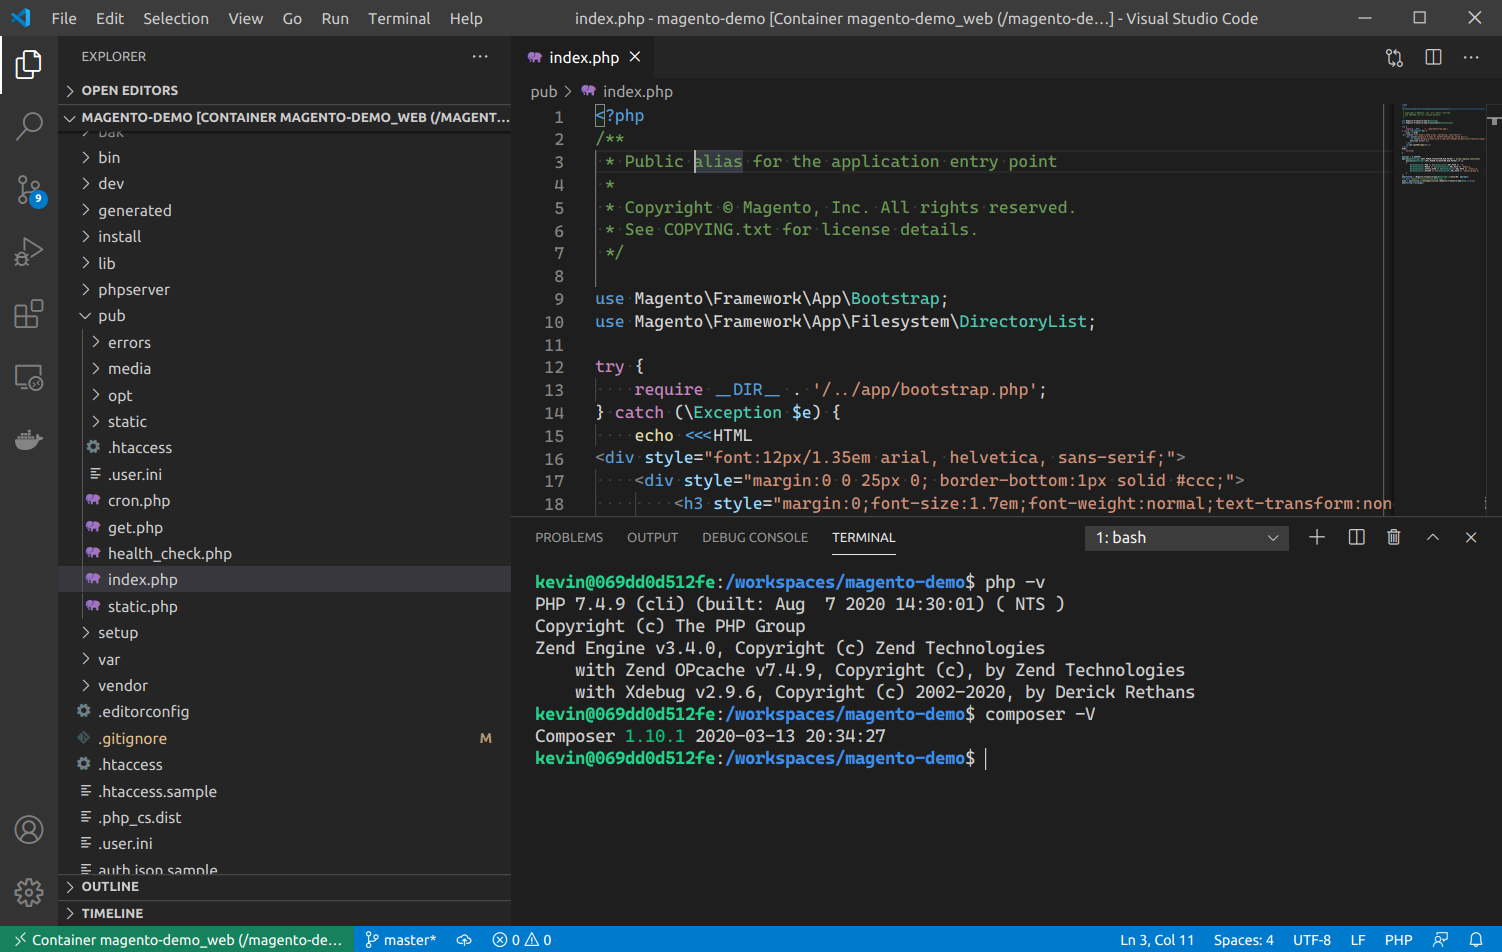 File Edit Selection View Go Run Terminal Help
index.php - magento-demo [Container magento-demo_web (/magento-de...] - Visual Studio Code
EXPLORER
OPEN EDITORS
MAGENTO-DEMO [CONTAINER MAGENTO-DEMO_WEB (/MAGENT...
bak
bin
dev
generated
install
lib
phpserver
pub
errors
media
opt
static
.htaccess
.user.ini
cron.php
get.php
health_check.php
index.php
static.php
setup
var
vendor
.editorconfig
.gitignore M
.htaccess
.htaccess.sample
.php_cs.dist
.user.ini
auth.json.sample
OUTLINE
TIMELINE
9
index.php
pub > index.php
1 <?php
2 /**
3 * Public alias for the application entry point
4 *
5 * Copyright © Magento, Inc. All rights reserved.
6 * See COPYING.txt for license details.
7 */
8
9 use Magento\Framework\App\Bootstrap;
10 use Magento\Framework\App\Filesystem\DirectoryList;
11
12 try {
13 require __DIR__ . '/../app/bootstrap.php';
14 } catch (\Exception $e) {
15 echo <<<HTML
16 <div style="font:12px/1.35em arial, helvetica, sans-serif;">
17 <div style="margin:0 0 25px 0; border-bottom:1px solid #ccc;">
18 <h3 style="margin:0;font-size:1.7em;font-weight:normal;text-transform:non
PROBLEMS OUTPUT DEBUG CONSOLE TERMINAL
1: bash
kevin@069dd0d512fe:/workspaces/magento-demo$ php -v
PHP 7.4.9 (cli) (built: Aug  7 2020 14:30:01) ( NTS )
Copyright (c) The PHP Group
Zend Engine v3.4.0, Copyright (c) Zend Technologies
with Zend OPcache v7.4.9, Copyright (c), by Zend Technologies
with Xdebug v2.9.6, Copyright (c) 2002-2020, by Derick Rethans
kevin@069dd0d512fe:/workspaces/magento-demo$ composer -V
Composer 1.10.1 2020-03-13 20:34:27
kevin@069dd0d512fe:/workspaces/magento-demo$
Container magento-demo_web (/magento-de...
master*
0 0
Ln 3, Col 11
Spaces: 4
UTF-8
LF
PHP